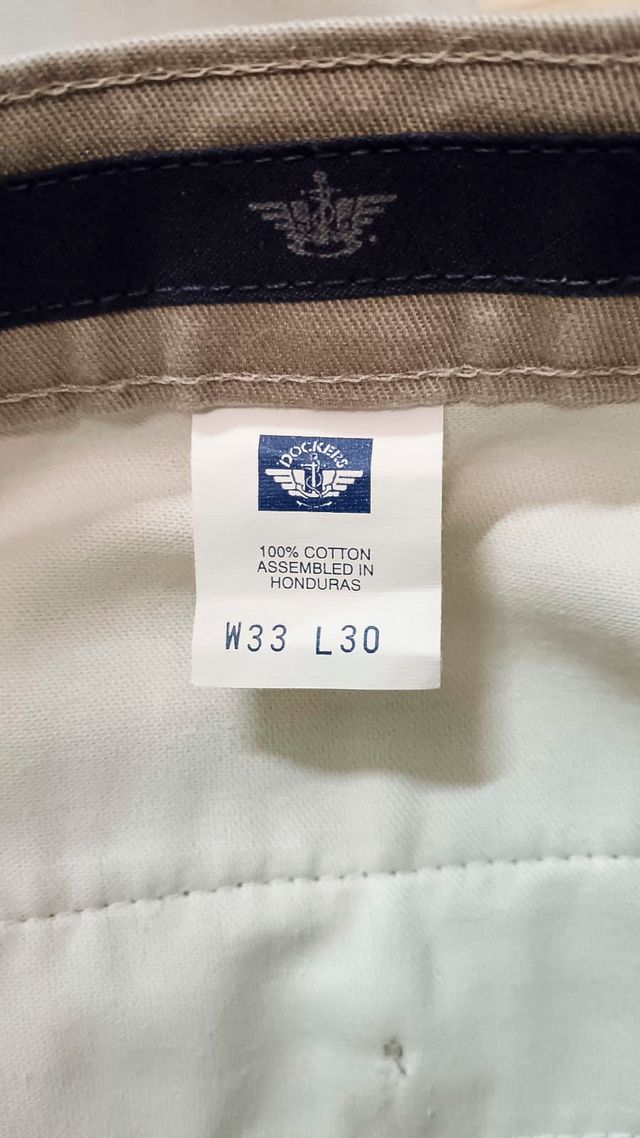 DOCKERS
100% COTTON
ASSEMBLED IN
HONDURAS
W33 L30